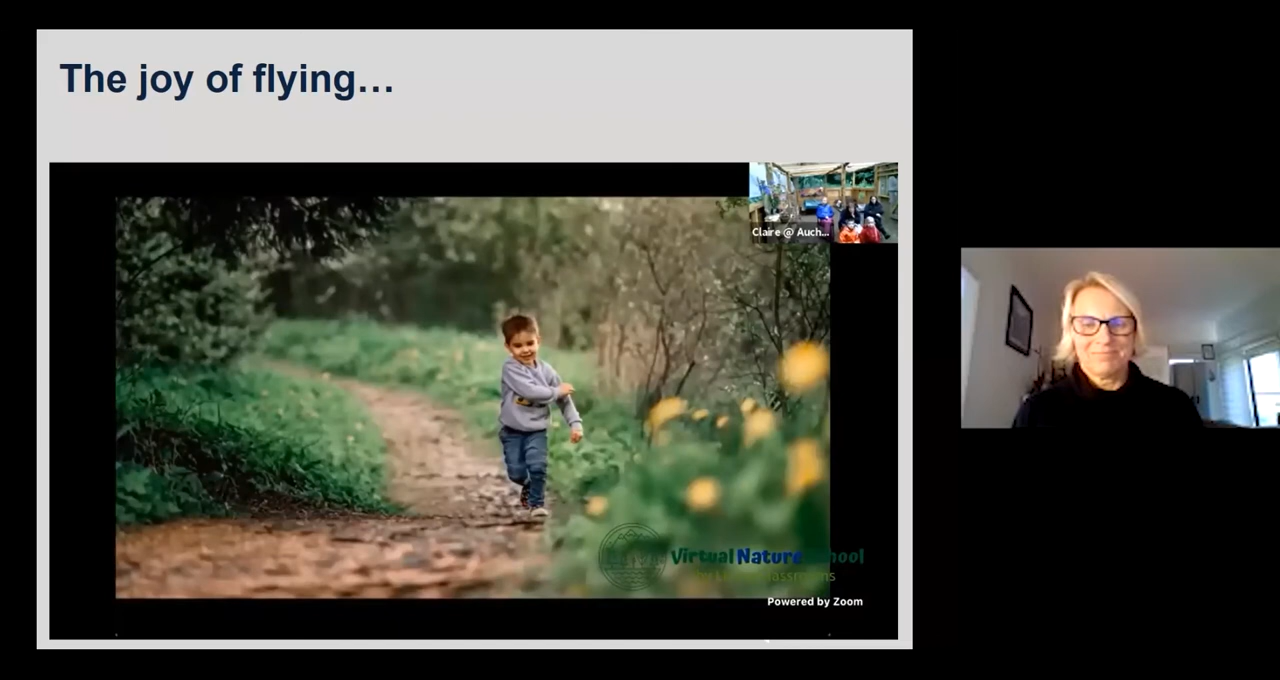 The joy of flying…
Claire @ Auch...
Virtual Nature School
Powered by Zoom